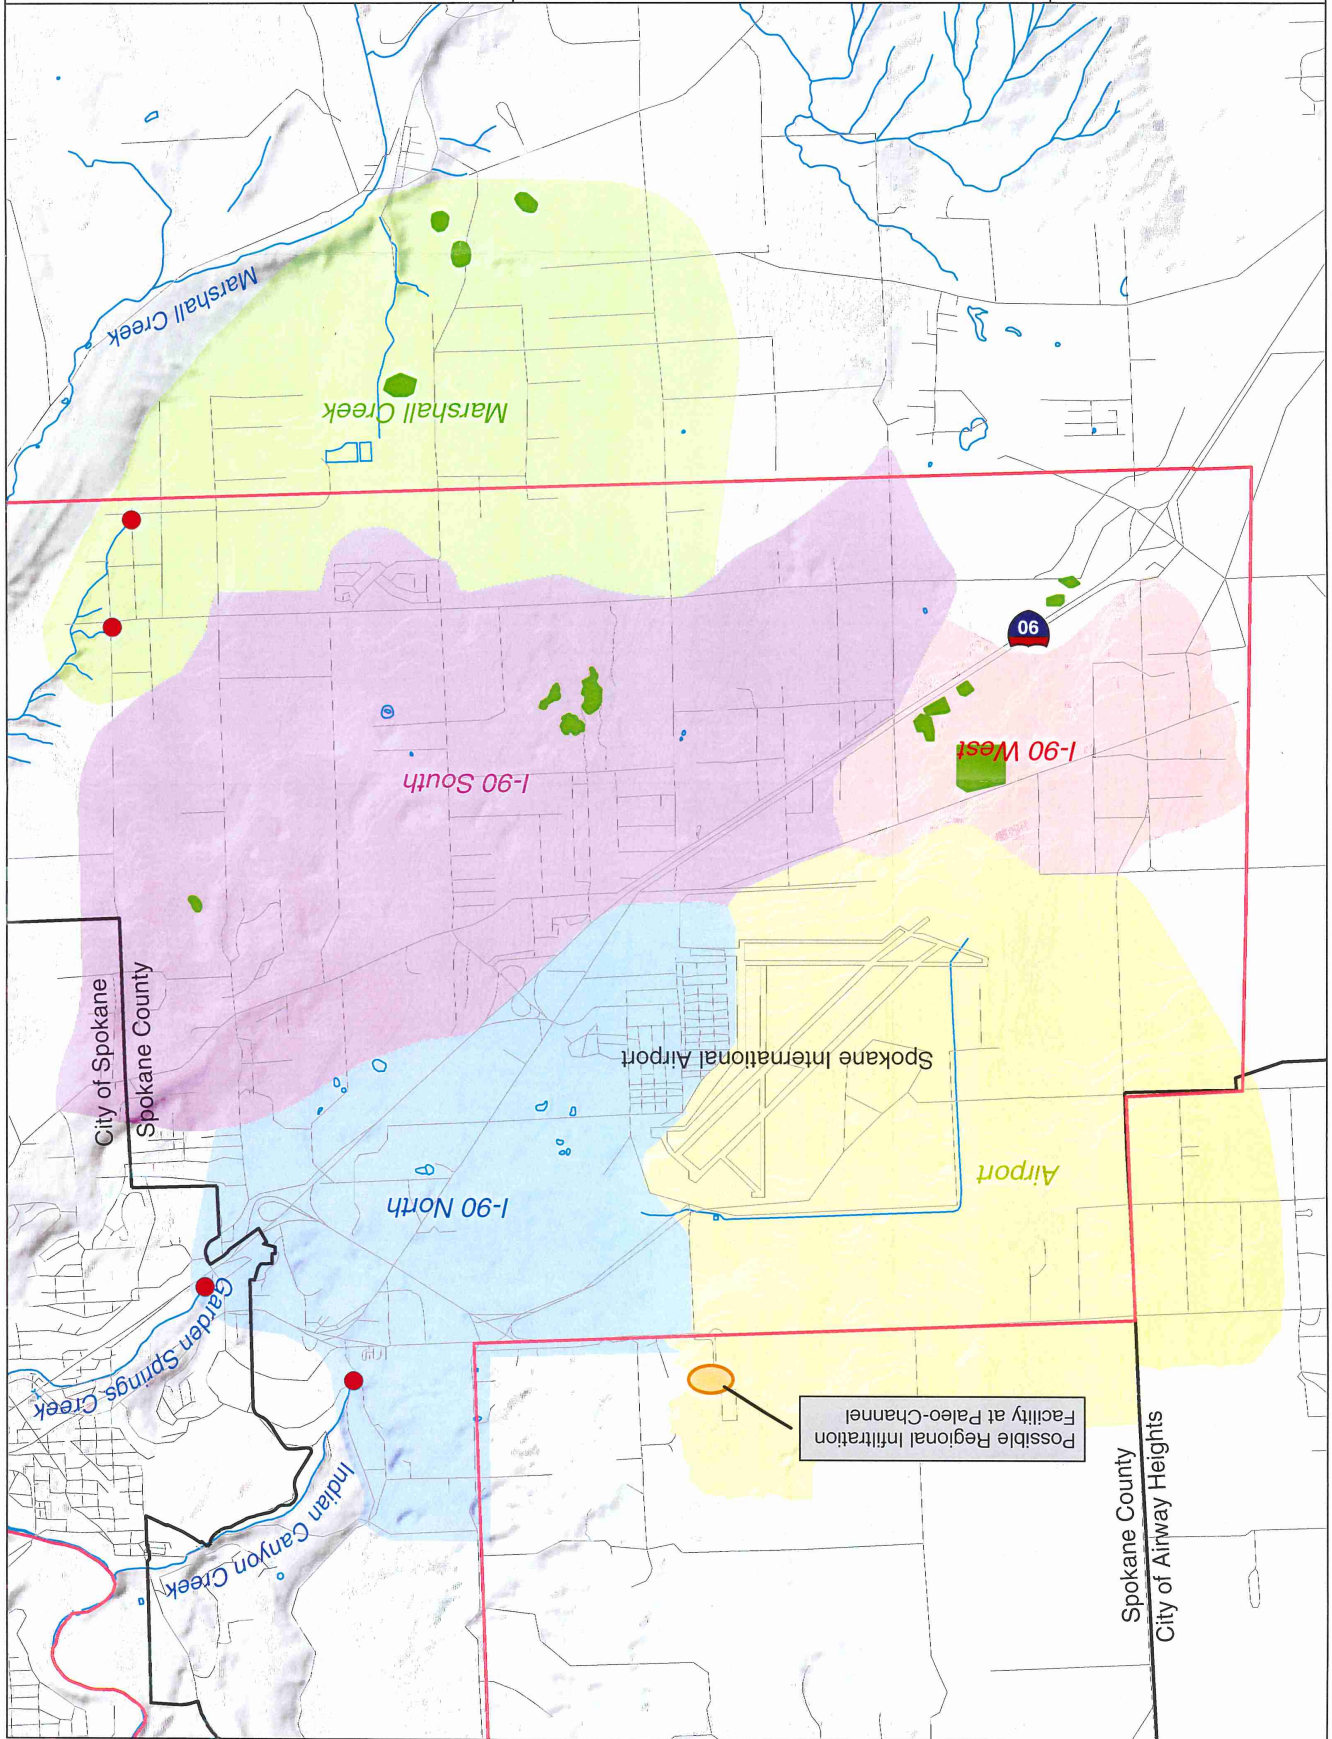 Possible Regional Infiltration
Facility at Paleo-Channel
Spokane County
City of Airway Heights
Indian Canyon Creek
Garden Springs Creek
Airport
I-90 North
Spokane International Airport
City of Spokane
Spokane County
I-90 West
I-90 South
90
Marshall Creek
Marshall Creek